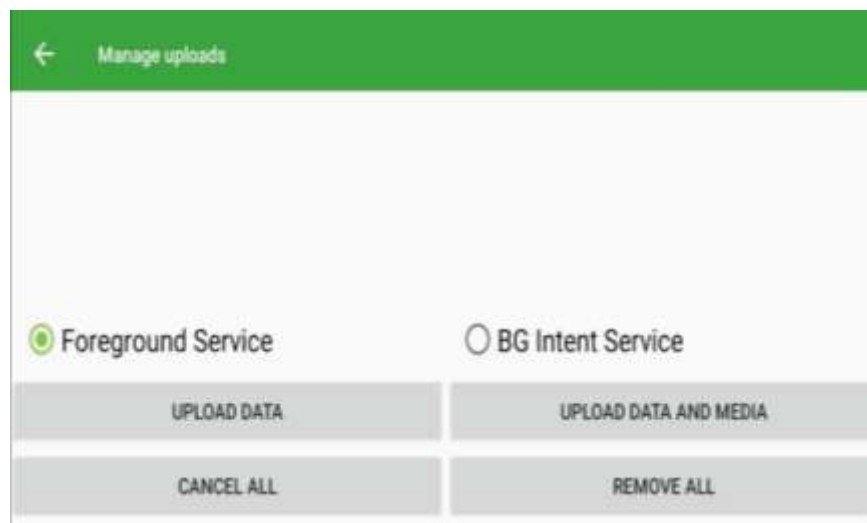 Manage uploads
Foreground Service
BG Intent Service
UPLOAD DATA
UPLOAD DATA AND MEDIA
CANCEL ALL
REMOVE ALL